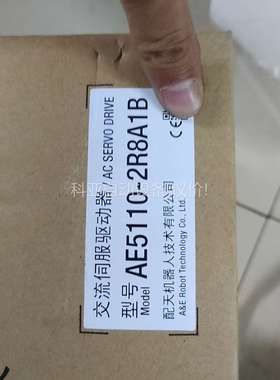 交流伺服驱动器 / AC SERVO DRIVE
型号 AE51110-2R8A1B
Model
配天机器人技术有限公司
A&E Robot Technology Co., Ltd.
CE